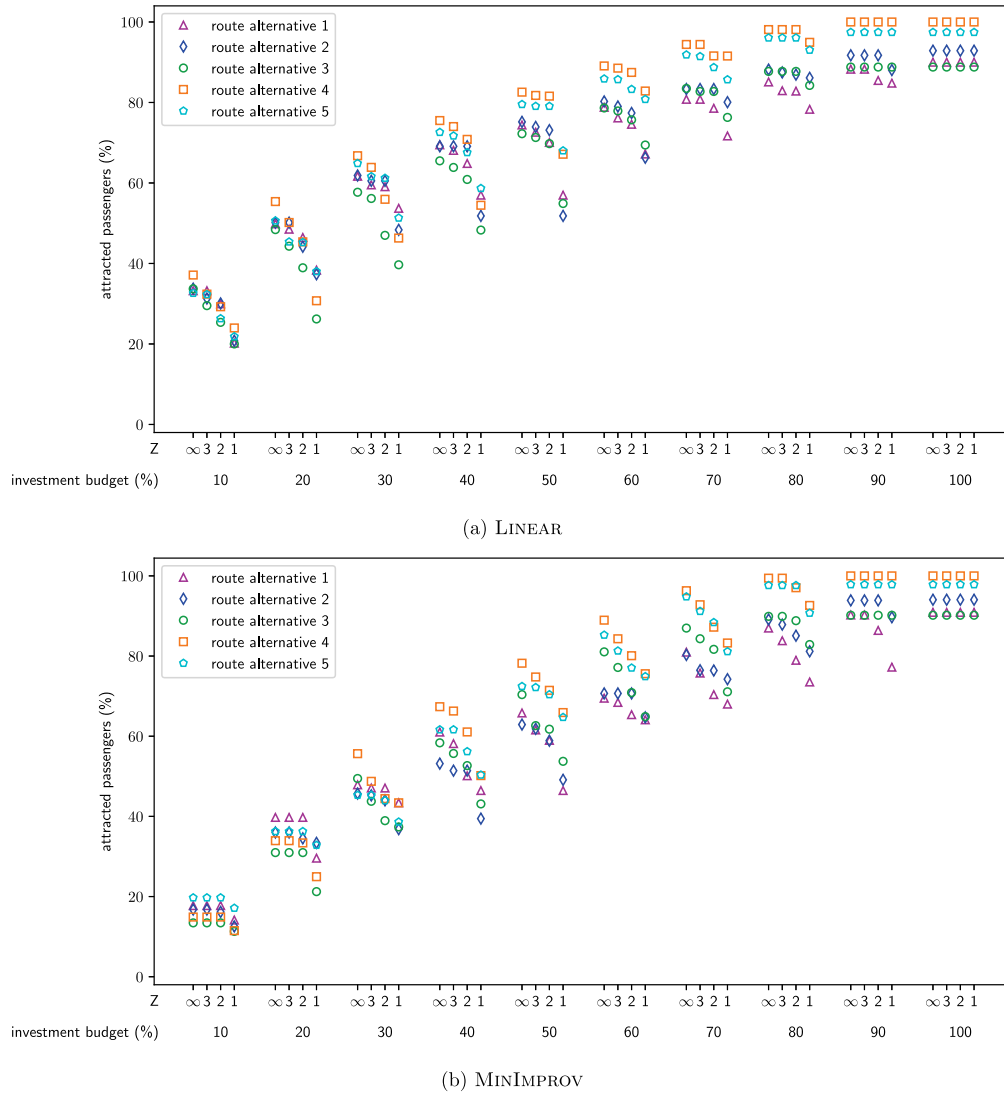 100
80
60
40
20
0
attracted passengers (%)
route alternative 1
route alternative 2
route alternative 3
route alternative 4
route alternative 5
Z ∞ 3 2 1 ∞ 3 2 1 ∞ 3 2 1 ∞ 3 2 1 ∞ 3 2 1 ∞ 3 2 1 ∞ 3 2 1 ∞ 3 2 1 ∞ 3 2 1 ∞ 3 2 1
investment budget (%) 10 20 30 40 50 60 70 80 90 100
(a) LINEAR
100
80
60
40
20
0
attracted passengers (%)
route alternative 1
route alternative 2
route alternative 3
route alternative 4
route alternative 5
Z ∞ 3 2 1 ∞ 3 2 1 ∞ 3 2 1 ∞ 3 2 1 ∞ 3 2 1 ∞ 3 2 1 ∞ 3 2 1 ∞ 3 2 1 ∞ 3 2 1 ∞ 3 2 1
investment budget (%) 10 20 30 40 50 60 70 80 90 100
(b) MINIMPROV